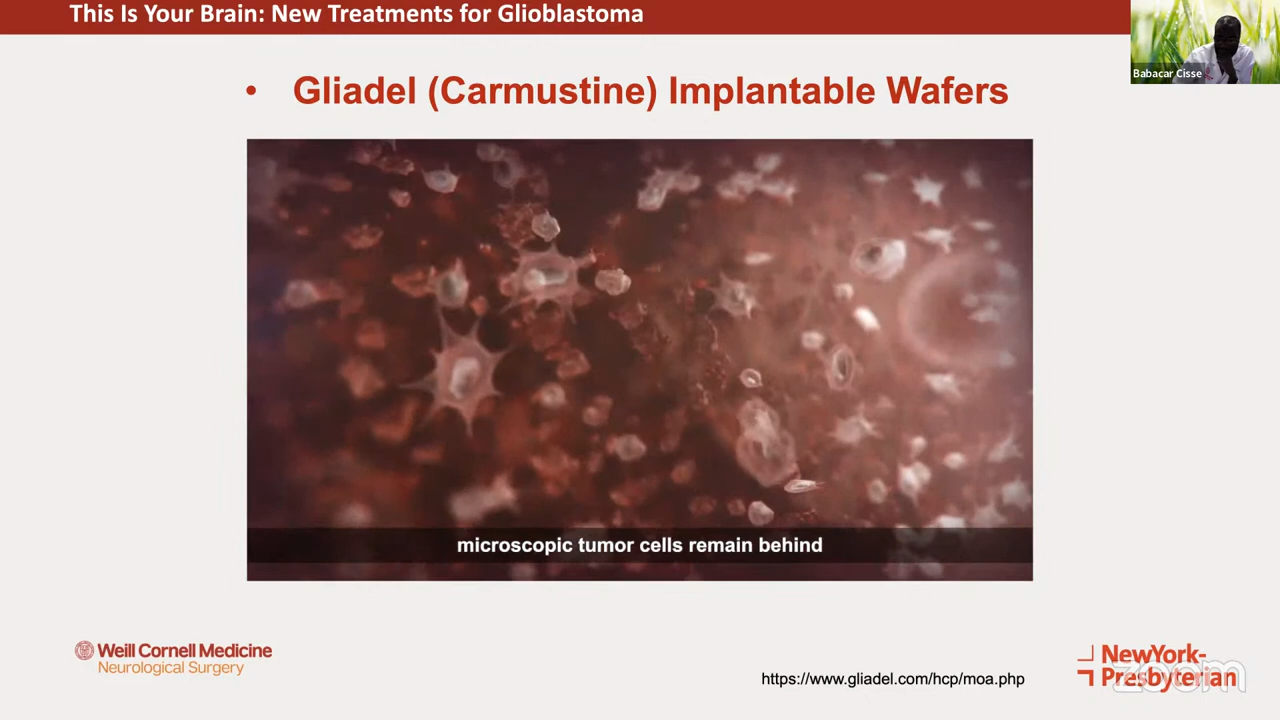 This Is Your Brain: New Treatments for Glioblastoma
Babacar Cisse
• Gliadel (Carmustine) Implantable Wafers
microscopic tumor cells remain behind
Weill Cornell Medicine
Neurological Surgery
https://www.gliadel.com/hcp/moa.php
NewYork-
Presbyterian
zoom